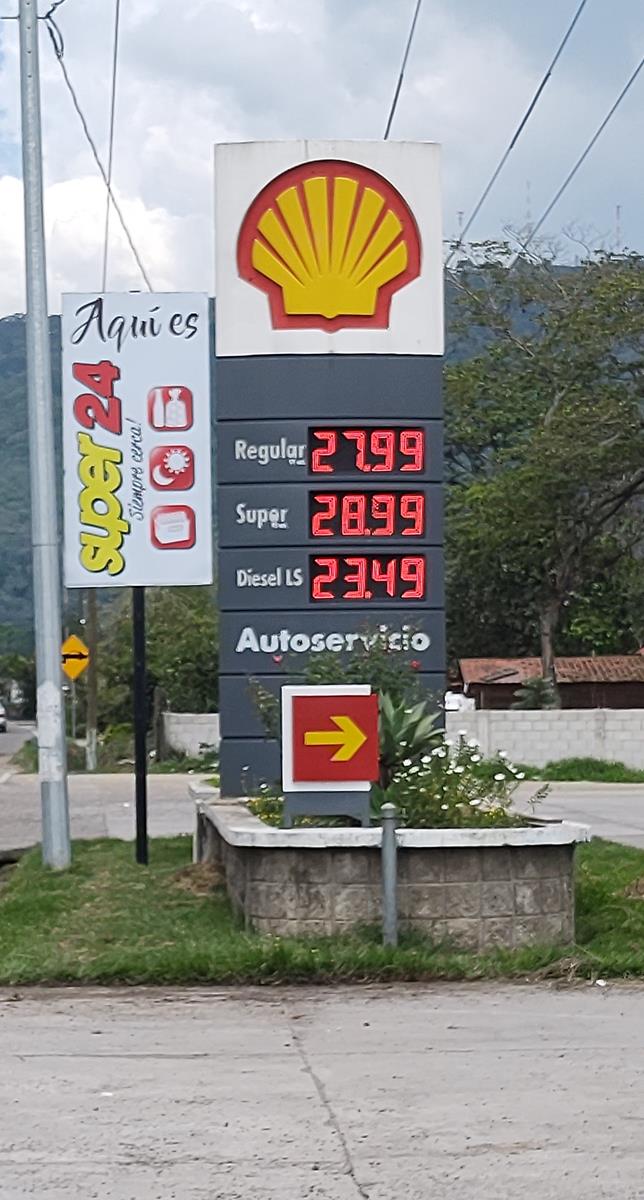 Aquí es
super 24
Siempre cerca!
Regular 27.99
Super 28.99
Diesel LS 23.49
Autoservicio